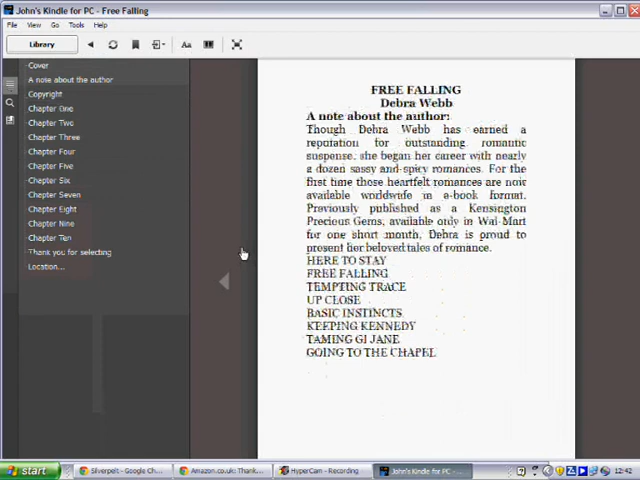 John's Kindle for PC - Free Falling
File View Go Tools Help
Library
Aa
Cover
A note about the author
Copyright
Chapter One
Chapter Two
Chapter Three
Chapter Four
Chapter Five
Chapter Six
Chapter Seven
Chapter Eight
Chapter Nine
Chapter Ten
Thank you for selecting
Location...
FREE FALLING
Debra Webb
A note about the author:
Though Debra Webb has earned a
reputation for outstanding romantic
suspense, she began her career with nearly
a dozen sassy and spicy romances. For the
first time those heartfelt romances are now
available worldwide in e-book format.
Previously published as a Kensington
Precious Gems, available only in Wal-Mart
for one short month, Debra is proud to
present her beloved tales of romance.
HERE TO STAY
FREE FALLING
TEMPTING TRACE
UP CLOSE
BASIC INSTINCTS
KEEPING KENNEDY
TAMING GI JANE
GOING TO THE CHAPEL
start Silverpelt - Google Ch... Amazon.co.uk: Thank... HyperCam - Recording John's Kindle for PC -... 12:42